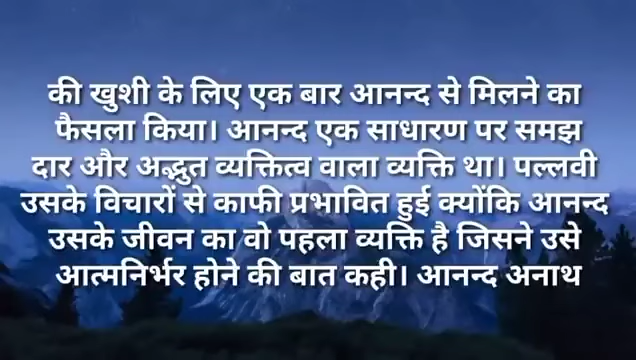 की खुशी के लिए एक बार आनन्द से मिलने का
फैसला किया। आनन्द एक साधारण पर समझ
दार और अद्भुत व्यक्तित्व वाला व्यक्ति था। पल्लवी
उसके विचारों से काफी प्रभावित हुई क्योंकि आनन्द
उसके जीवन का वो पहला व्यक्ति है जिसने उसे
आत्मनिर्भर होने की बात कही। आनन्द अनाथ